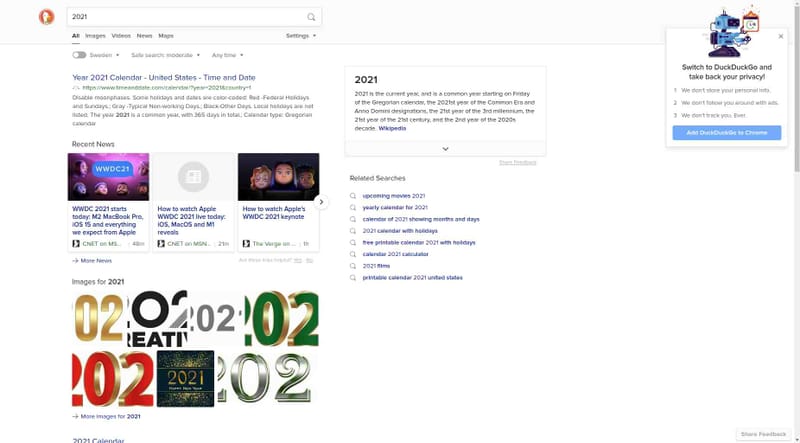 2021
All Images Videos News Maps Settings
Sweden Safe search: moderate Any time
Year 2021 Calendar - United States - Time and Date
https://www.timeanddate.com/calendar/?year=2021&country=1
Disable moonphases. Some holidays and dates are color-coded: Red -Federal Holidays
and Sundays.; Gray -Typical Non-working Days.; Black-Other Days. Local holidays are not
listed. The year 2021 is a common year, with 365 days in total.; Calendar type: Gregorian
calendar
Recent News
WWDC21
WWDC 2021 starts
today: M2 MacBook Pro,
iOS 15 and everything
we expect from Apple
CNET on MS... 48m
How to watch Apple
WWDC 2021 live today:
iOS, MacOS and M1
reveals
CNET on MSN... 21m
How to watch Apple's
WWDC 2021 keynote
The Verge on ... 1h
More News
Are these links helpful? Yes No
Images for 2021
2021
HAPPY NEW YEAR
More Images for 2021
2021 Calendar
2021
2021 is the current year, and is a common year starting on Friday
of the Gregorian calendar, the 2021st year of the Common Era and
Anno Domini designations, the 21st year of the 3rd millennium, the
21st year of the 21st century, and the 2nd year of the 2020s
decade. Wikipedia
Share Feedback
Related Searches
upcoming movies 2021
yearly calendar for 2021
calendar of 2021 showing months and days
2021 calendar with holidays
free printable calendar 2021 with holidays
calendar 2021 calculator
2021 films
printable calendar 2021 united states
Switch to DuckDuckGo and
take back your privacy!
1 We don't store your personal info.
2 We don't follow you around with ads.
3 We don't track you. Ever.
Add DuckDuckGo to Chrome
Share Feedback